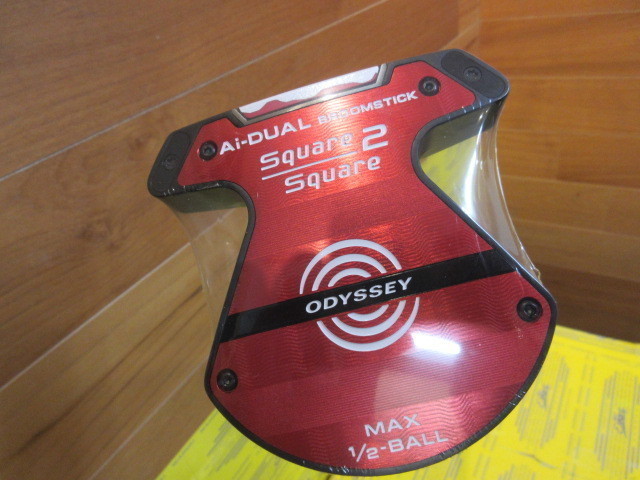 Ai-DUAL BROOMSTICK
Square 2
Square
ODYSSEY
MAX
1/2-BALL